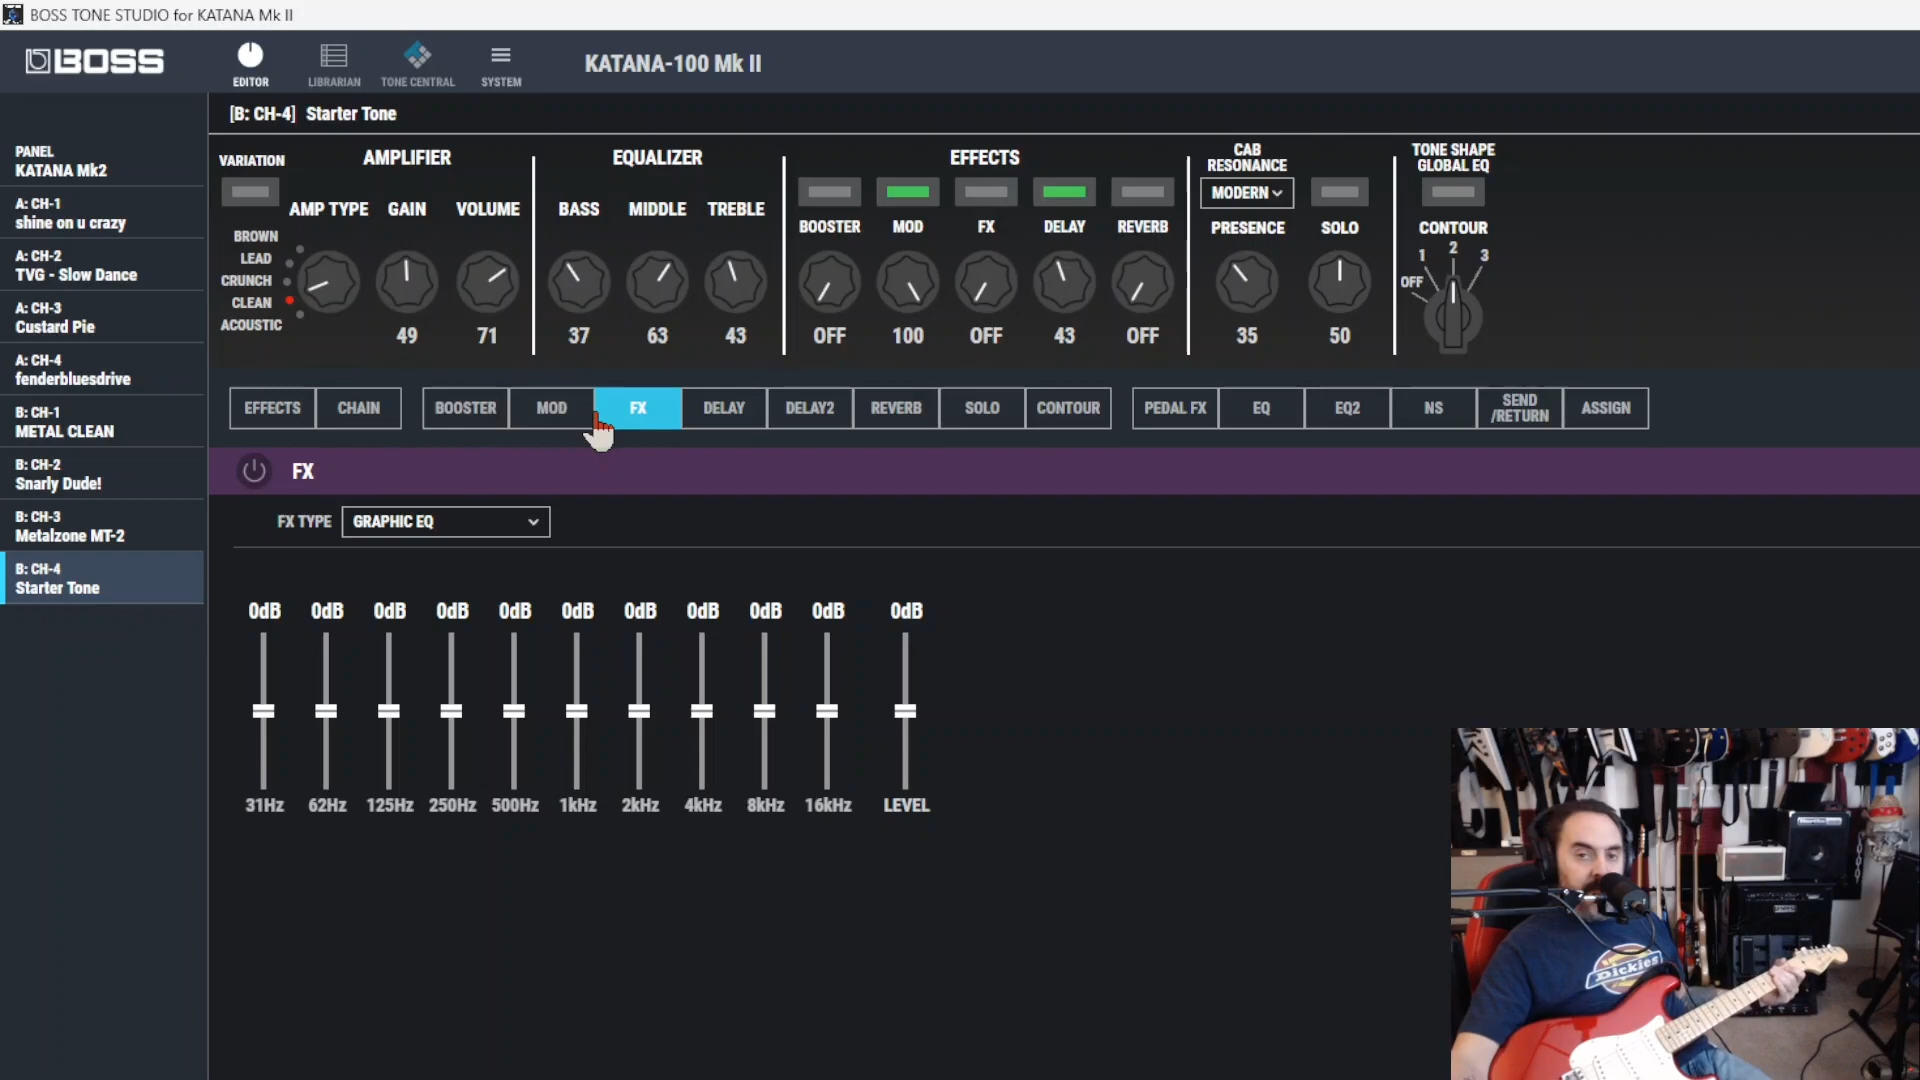 BOSS TONE STUDIO for KATANA Mk II
BOSS
EDITOR
LIBRARIAN
TONE CENTRAL
SYSTEM
KATANA-100 Mk II
[B: CH-4] Starter Tone
PANEL
KATANA Mk2
A: CH-1
shine on u crazy
A: CH-2
TVG - Slow Dance
A: CH-3
Custard Pie
A: CH-4
fenderbluesdrive
B: CH-1
METAL CLEAN
B: CH-2
Snarly Dude!
B: CH-3
Metalzone MT-2
B: CH-4
Starter Tone
VARIATION
AMPLIFIER
AMP TYPE GAIN VOLUME
BROWN
LEAD
CRUNCH
CLEAN
ACOUSTIC
49 71
EQUALIZER
BASS MIDDLE TREBLE
37 63 43
EFFECTS
BOOSTER MOD FX DELAY REVERB
OFF 100 OFF 43 OFF
CAB
RESONANCE
MODERN
PRESENCE SOLO
35 50
TONE SHAPE
GLOBAL EQ
CONTOUR
OFF 1 2 3
EFFECTS CHAIN BOOSTER MOD FX DELAY DELAY2 REVERB SOLO CONTOUR PEDAL FX EQ EQ2 NS SEND /RETURN ASSIGN
FX
FX TYPE GRAPHIC EQ
0dB 0dB 0dB 0dB 0dB 0dB 0dB 0dB 0dB 0dB 0dB
31Hz 62Hz 125Hz 250Hz 500Hz 1kHz 2kHz 4kHz 8kHz 16kHz LEVEL
Dickies